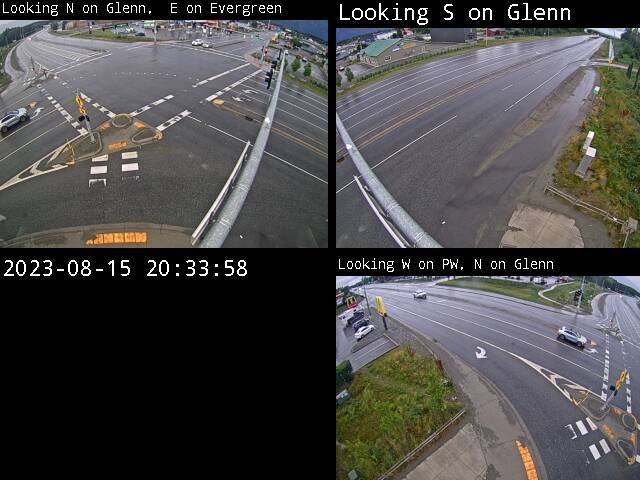 Looking N on Glenn,  E on Evergreen
Looking S on Glenn
2023-08-15 20:33:58
Looking W on PW, N on Glenn